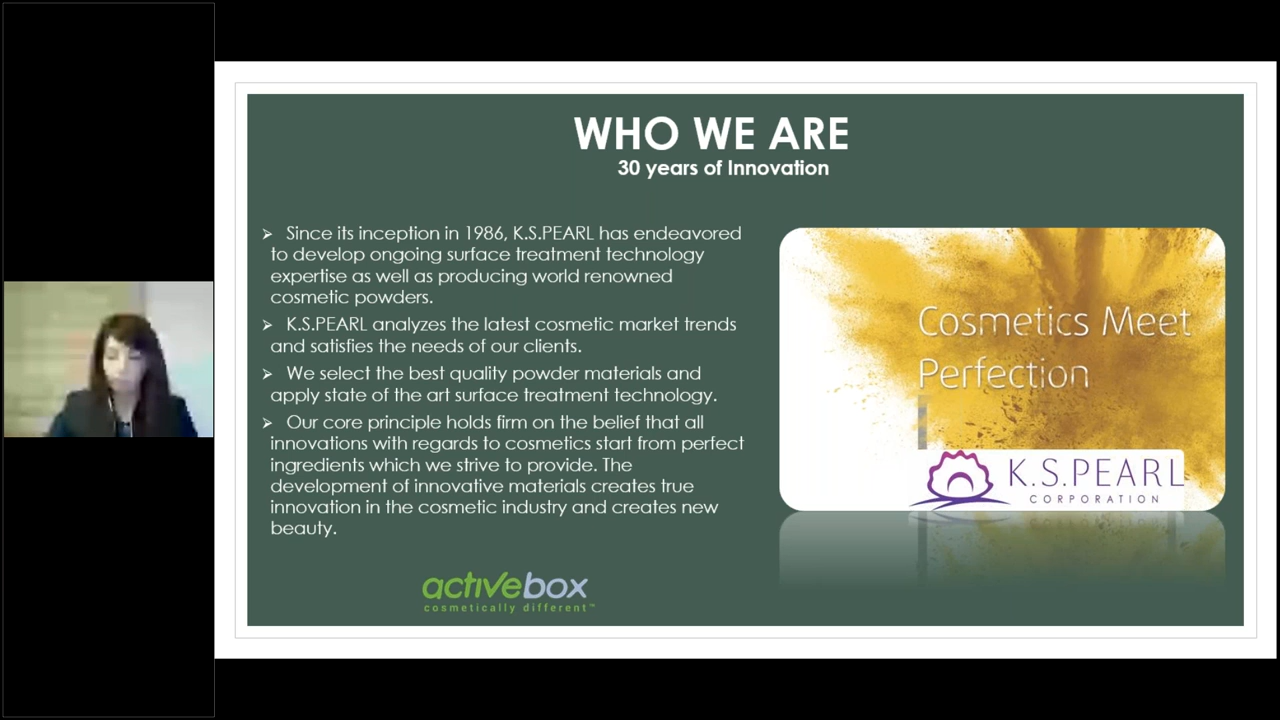 WHO WE ARE
30 years of Innovation
➢ Since its inception in 1986, K.S.PEARL has endeavored
to develop ongoing surface treatment technology
expertise as well as producing world renowned
cosmetic powders.
➢ K.S.PEARL analyzes the latest cosmetic market trends
and satisfies the needs of our clients.
➢ We select the best quality powder materials and
apply state of the art surface treatment technology.
➢ Our core principle holds firm on the belief that all
innovations with regards to cosmetics start from perfect
ingredients which we strive to provide. The
development of innovative materials creates true
innovation in the cosmetic industry and creates new
beauty.
Cosmetics Meet
Perfection
K.S.PEARL
CORPORATION
activebox
cosmetically different™